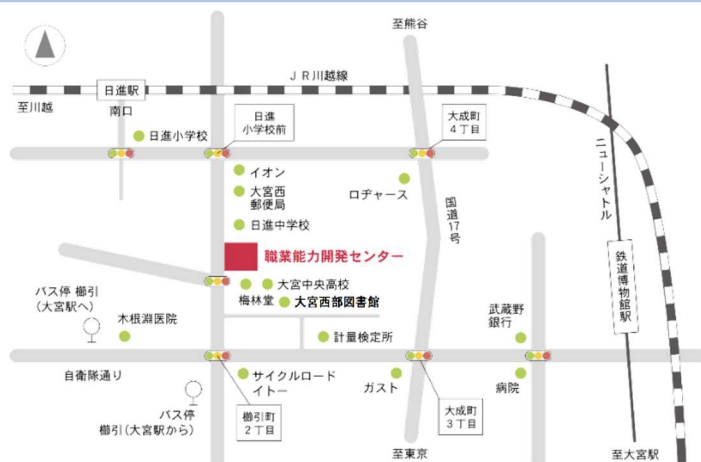 至熊谷
JR川越線
日進駅
至川越
南口
日進
小学校前
大成町
4丁目
日進小学校
イオン
大宮西
郵便局
ロヂャース
国道17号
ニューシャトル
日進中学校
職業能力開発センター
大宮中央高校
梅林堂
大宮西部図書館
鉄道博物館駅
バス停 櫛引
(大宮駅へ)
木根淵医院
武蔵野
銀行
計量検定所
自衛隊通り
サイクルロード
イトー
ガスト
病院
バス停
櫛引(大宮駅から)
櫛引町
2丁目
大成町
3丁目
至東京
至大宮駅